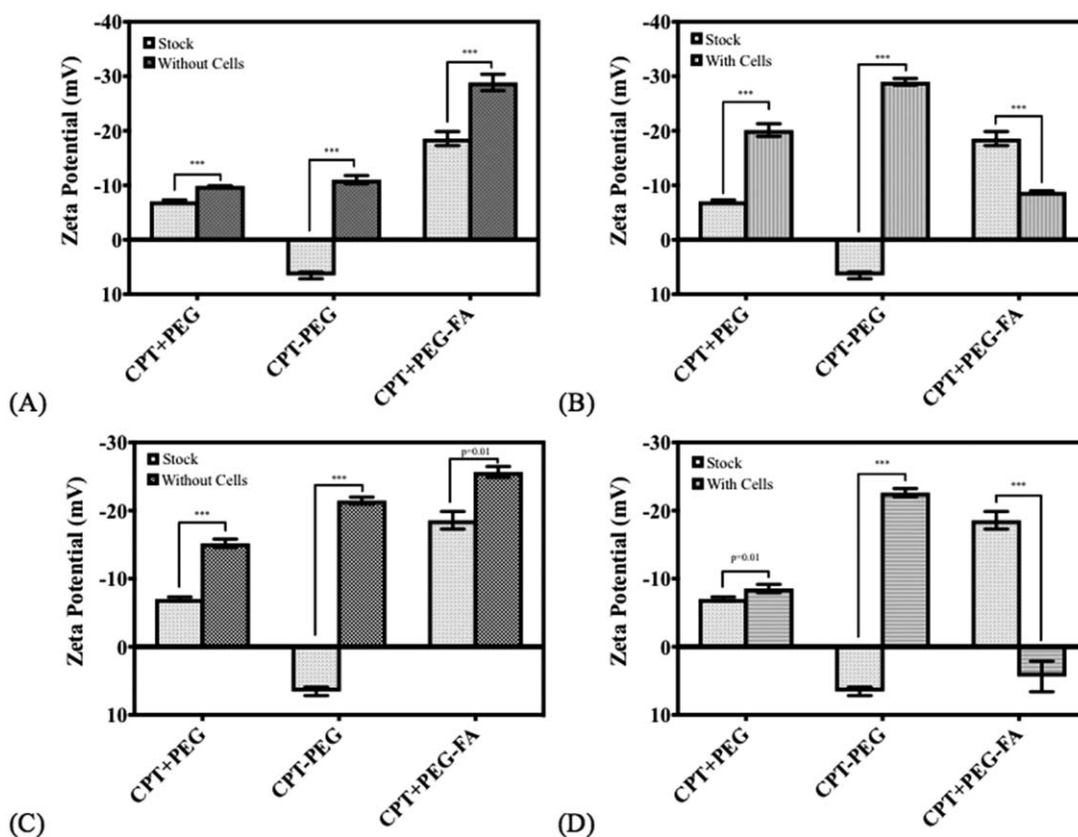 -40
-30
-20
-10
0
10
Zeta Potential (mV)
Stock
Without Cells
***
***
***
CPT+PEG
CPT-PEG
CPT+PEG-FA
(A)
-40
-30
-20
-10
0
10
Zeta Potential (mV)
Stock
With Cells
***
***
***
CPT+PEG
CPT-PEG
CPT+PEG-FA
(B)
-30
-20
-10
0
10
Zeta Potential (mV)
Stock
Without Cells
***
***
p=0.01
CPT+PEG
CPT-PEG
CPT+PEG-FA
(C)
-30
-20
-10
0
10
Zeta Potential (mV)
Stock
With Cells
p=0.01
***
***
CPT+PEG
CPT-PEG
CPT+PEG-FA
(D)